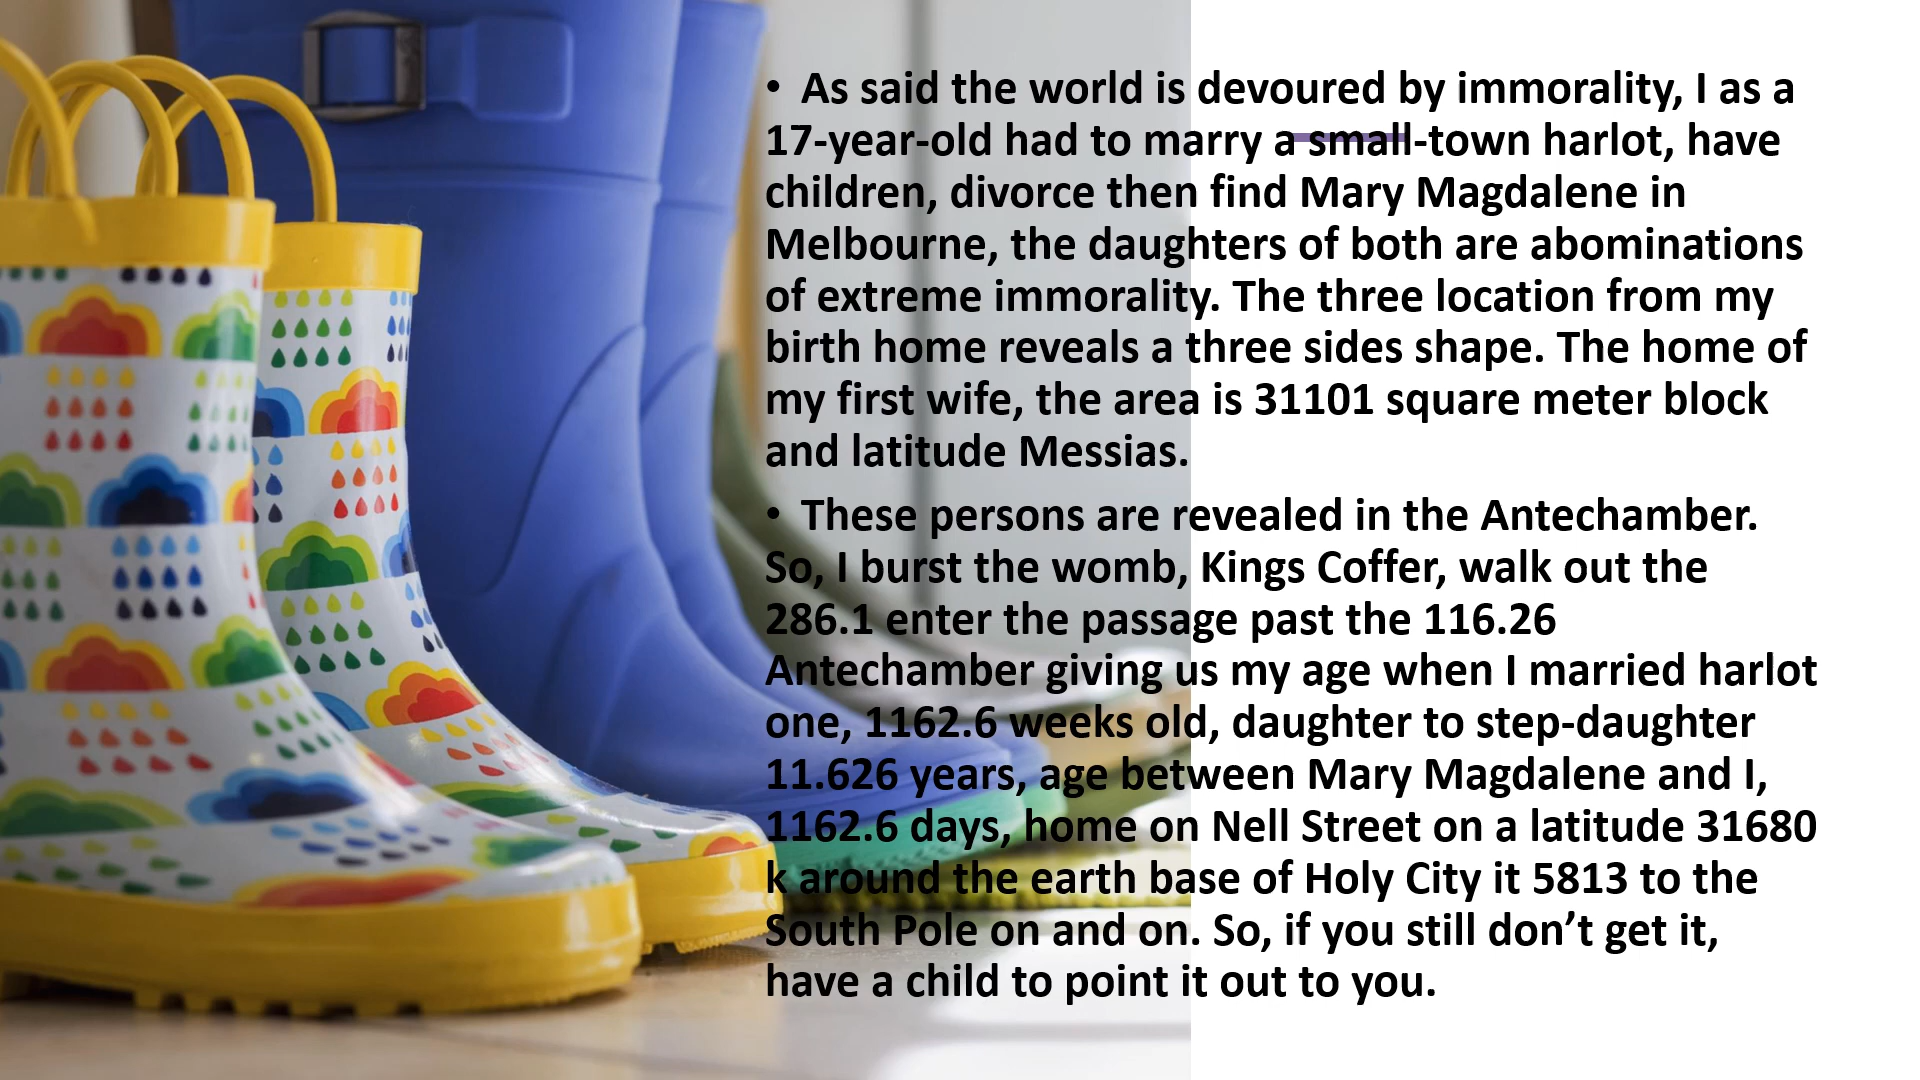 • As said the world is devoured by immorality, I as a
17-year-old had to marry a small-town harlot, have
children, divorce then find Mary Magdalene in
Melbourne, the daughters of both are abominations
of extreme immorality. The three location from my
birth home reveals a three sides shape. The home of
my first wife, the area is 31101 square meter block
and latitude Messias.
• These persons are revealed in the Antechamber.
So, I burst the womb, Kings Coffer, walk out the
286.1 enter the passage past the 116.26
Antechamber giving us my age when I married harlot
one, 1162.6 weeks old, daughter to step-daughter
11.626 years, age between Mary Magdalene and I,
1162.6 days, home on Nell Street on a latitude 31680
k around the earth base of Holy City it 5813 to the
South Pole on and on. So, if you still don’t get it,
have a child to point it out to you.